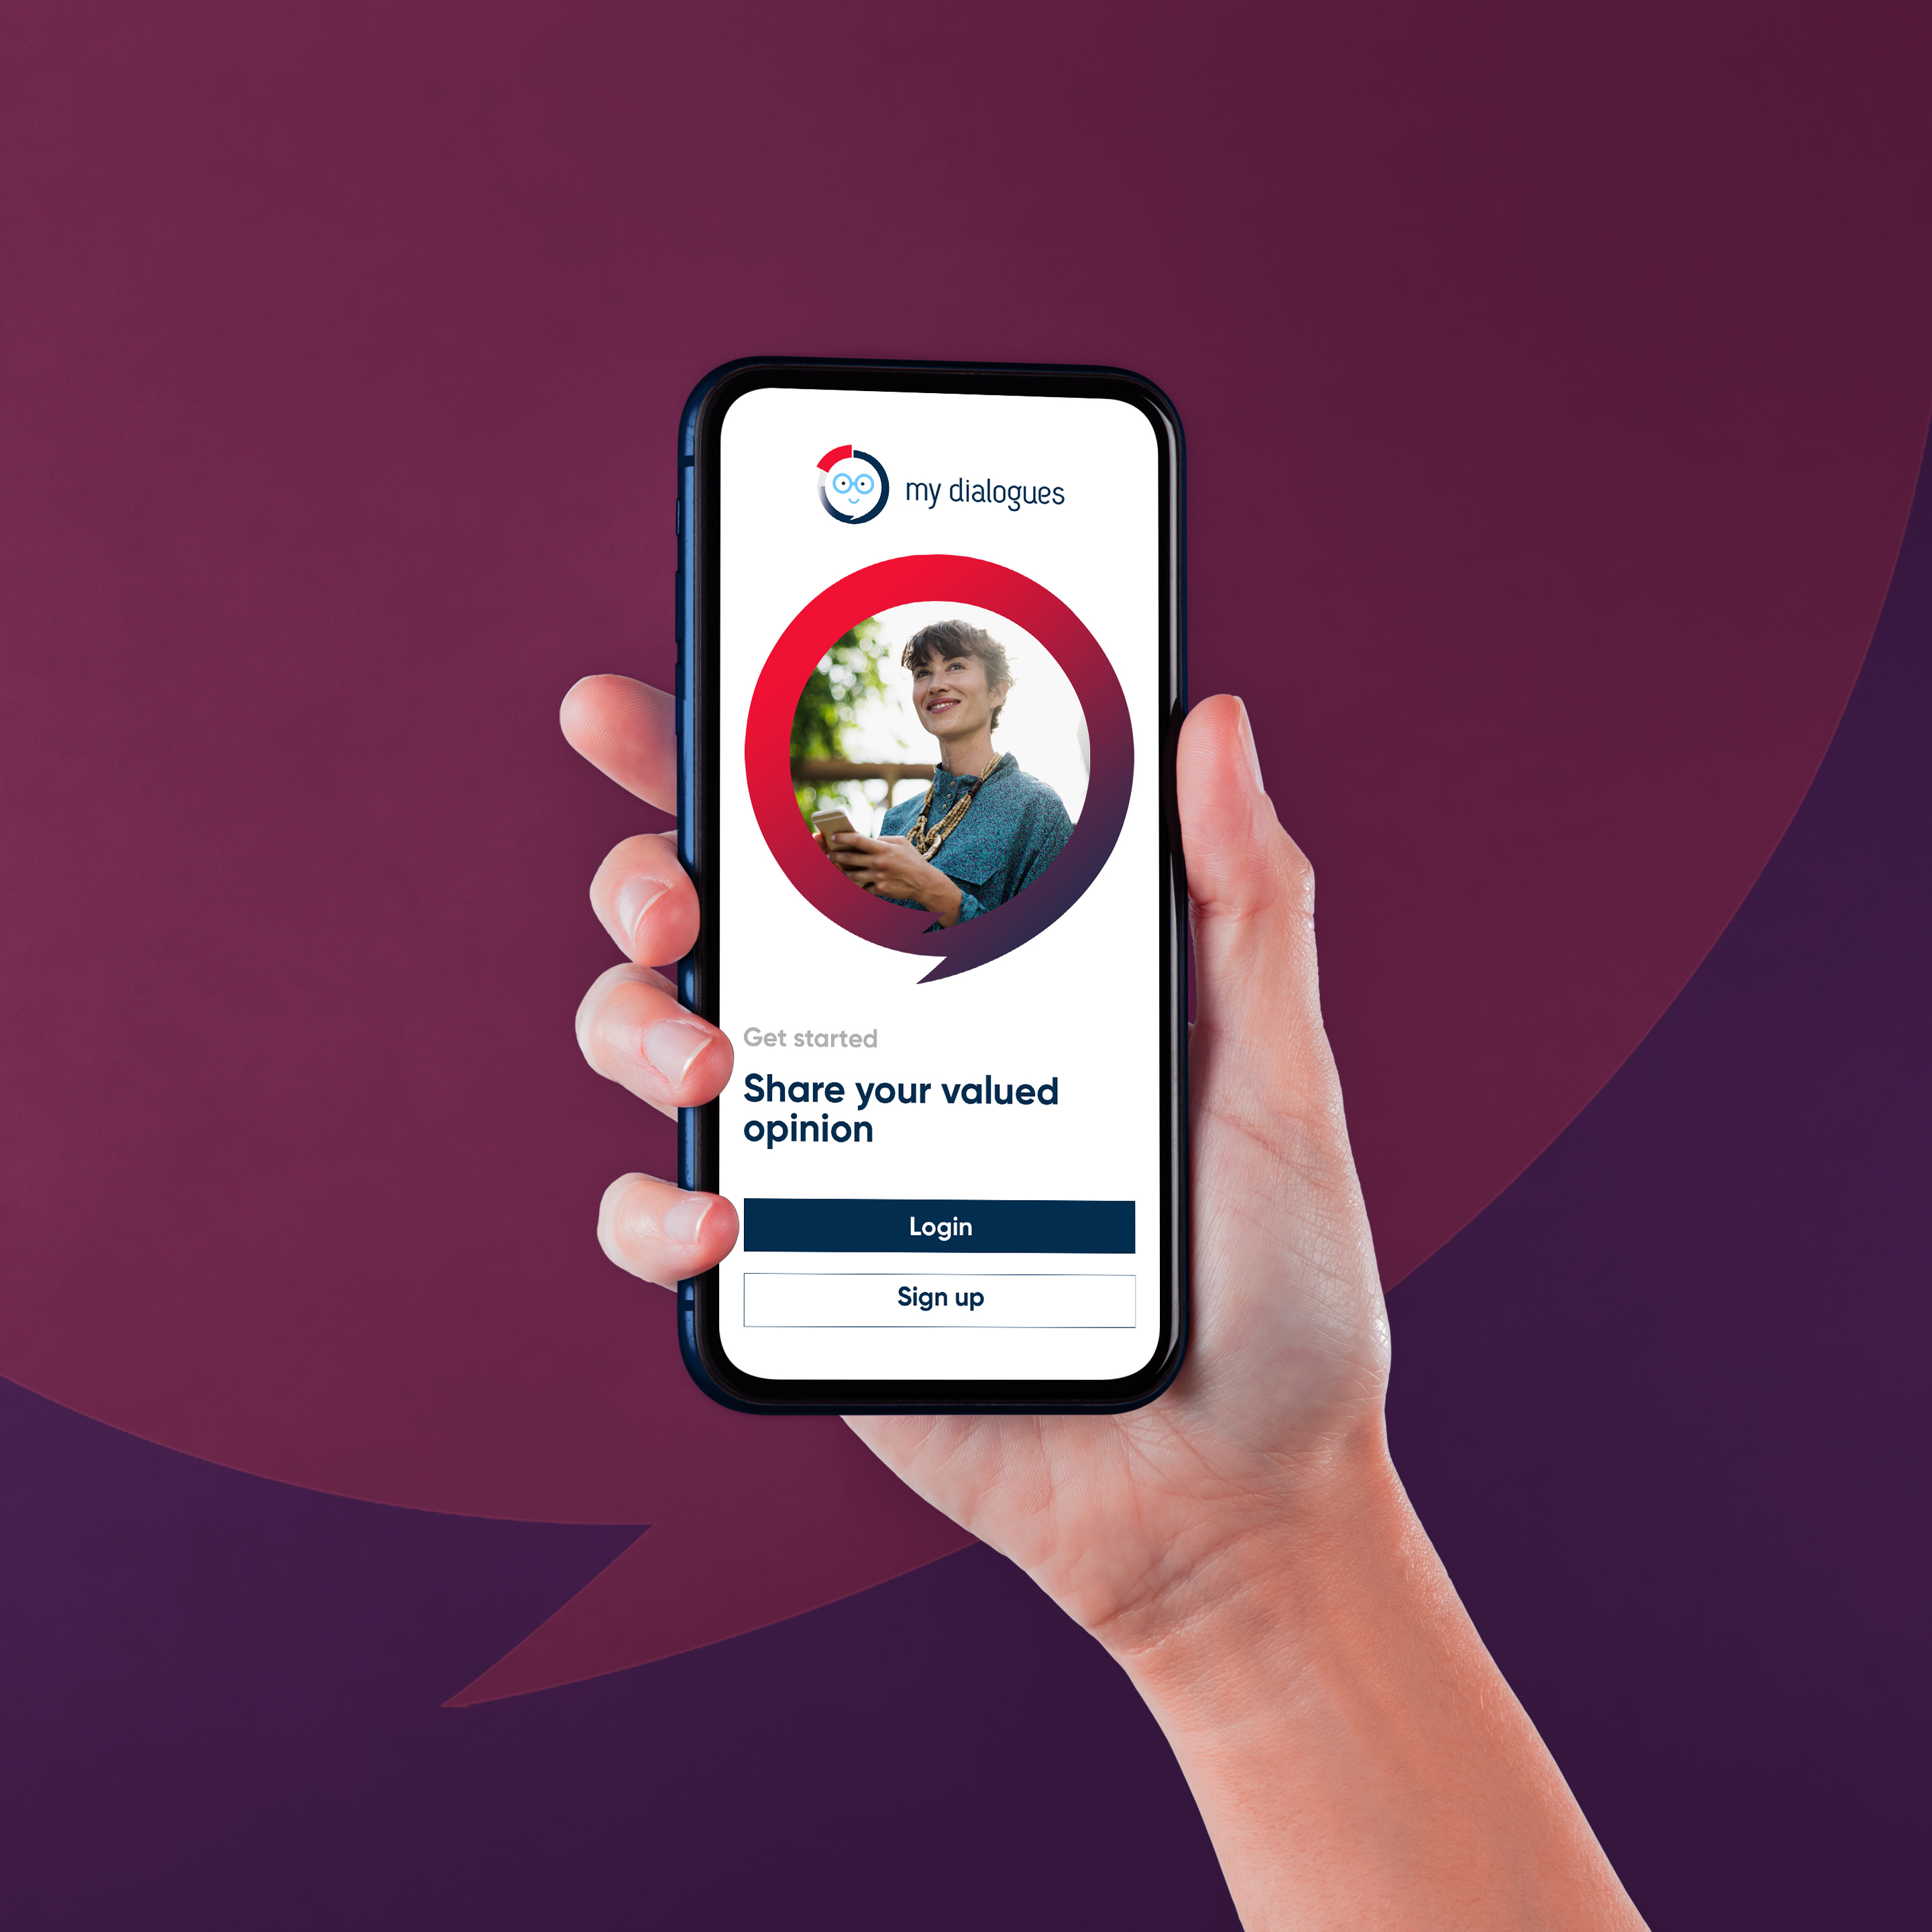 my dialogues
Get started
Share your valued
opinion
Login
Sign up